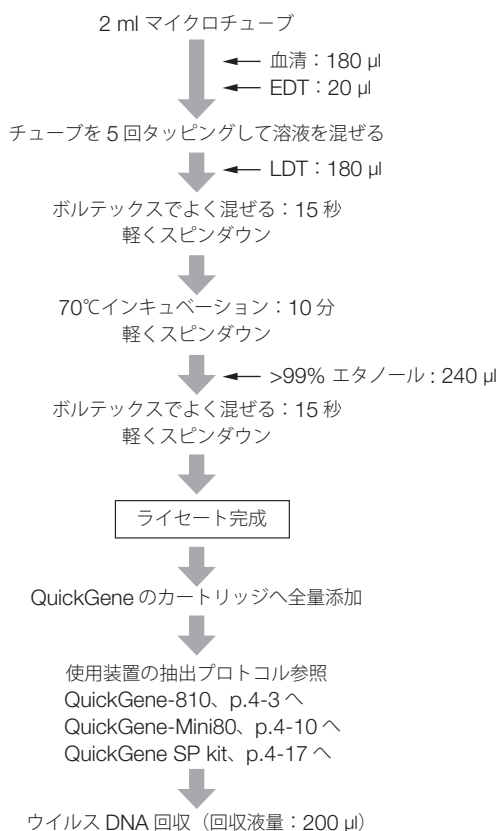 2 ml マイクロチューブ
血清：180 μl
EDT：20 μl
チューブを 5 回タッピングして溶液を混ぜる
LDT：180 μl
ボルテックスでよく混ぜる：15 秒
軽くスピンダウン
70℃インキュベーション：10 分
軽くスピンダウン
>99% エタノール : 240 μl
ボルテックスでよく混ぜる：15 秒
軽くスピンダウン
ライセート完成
QuickGene のカートリッジへ全量添加
使用装置の抽出プロトコル参照
QuickGene-810、p.4-3 へ
QuickGene-Mini80、p.4-10 へ
QuickGene SP kit、p.4-17 へ
ウイルス DNA 回収（回収液量：200 μl）